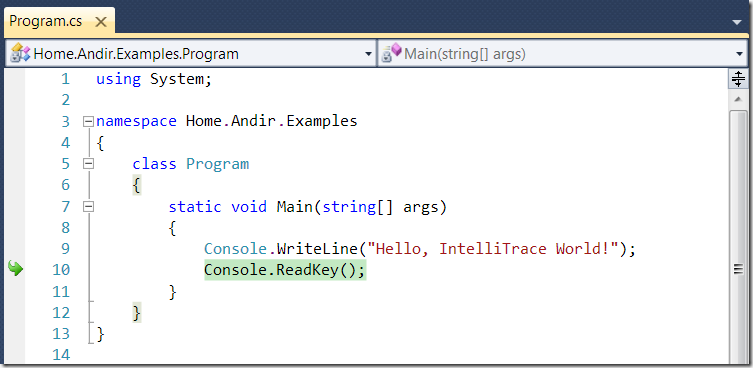 Program.cs
Home.Andir.Examples.Program
Main(string[] args)
1 using System;
2
3 namespace Home.Andir.Examples
4 {
5     class Program
6     {
7         static void Main(string[] args)
8         {
9             Console.WriteLine("Hello, IntelliTrace World!");
10             Console.ReadKey();
11         }
12     }
13 }
14